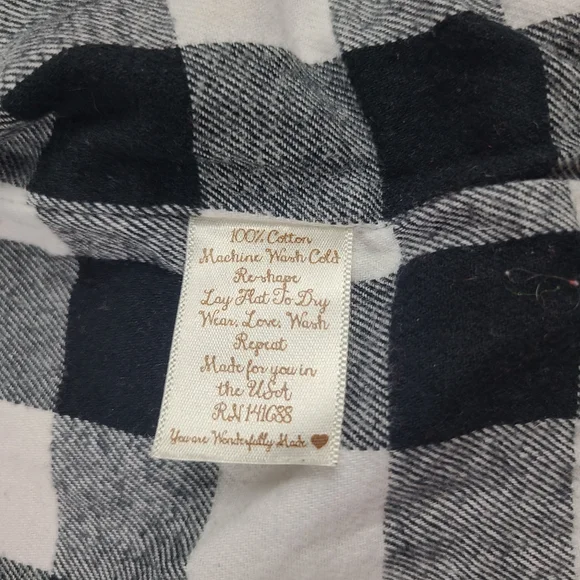 100% Cotton
Machine Wash Cold
Re-shape
Lay Flat To Dry
Wear, Love, Wash
Repeat
Made for you in
the USA
RN 141688
You are Wonderfully Made